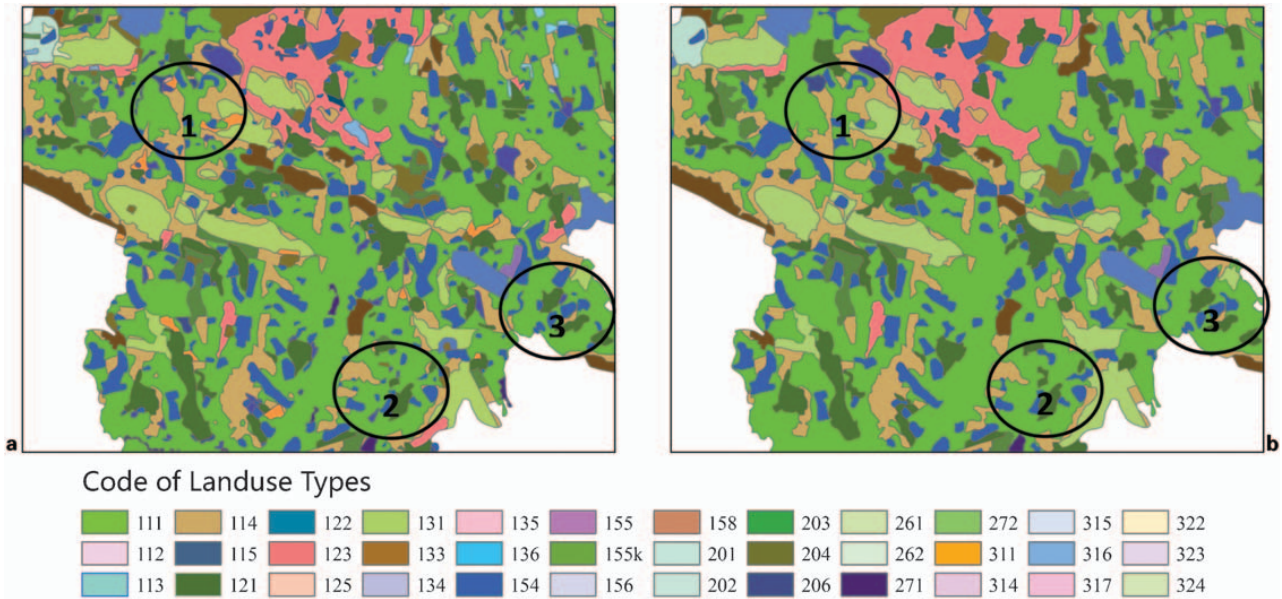 1 1
3 3
2 2
a b
Code of Landuse Types
111 114 122 131 135 155 158 203 261 272 315 322
112 115 123 133 136 155k 201 204 262 311 316 323
113 121 125 134 154 156 202 206 271 314 317 324